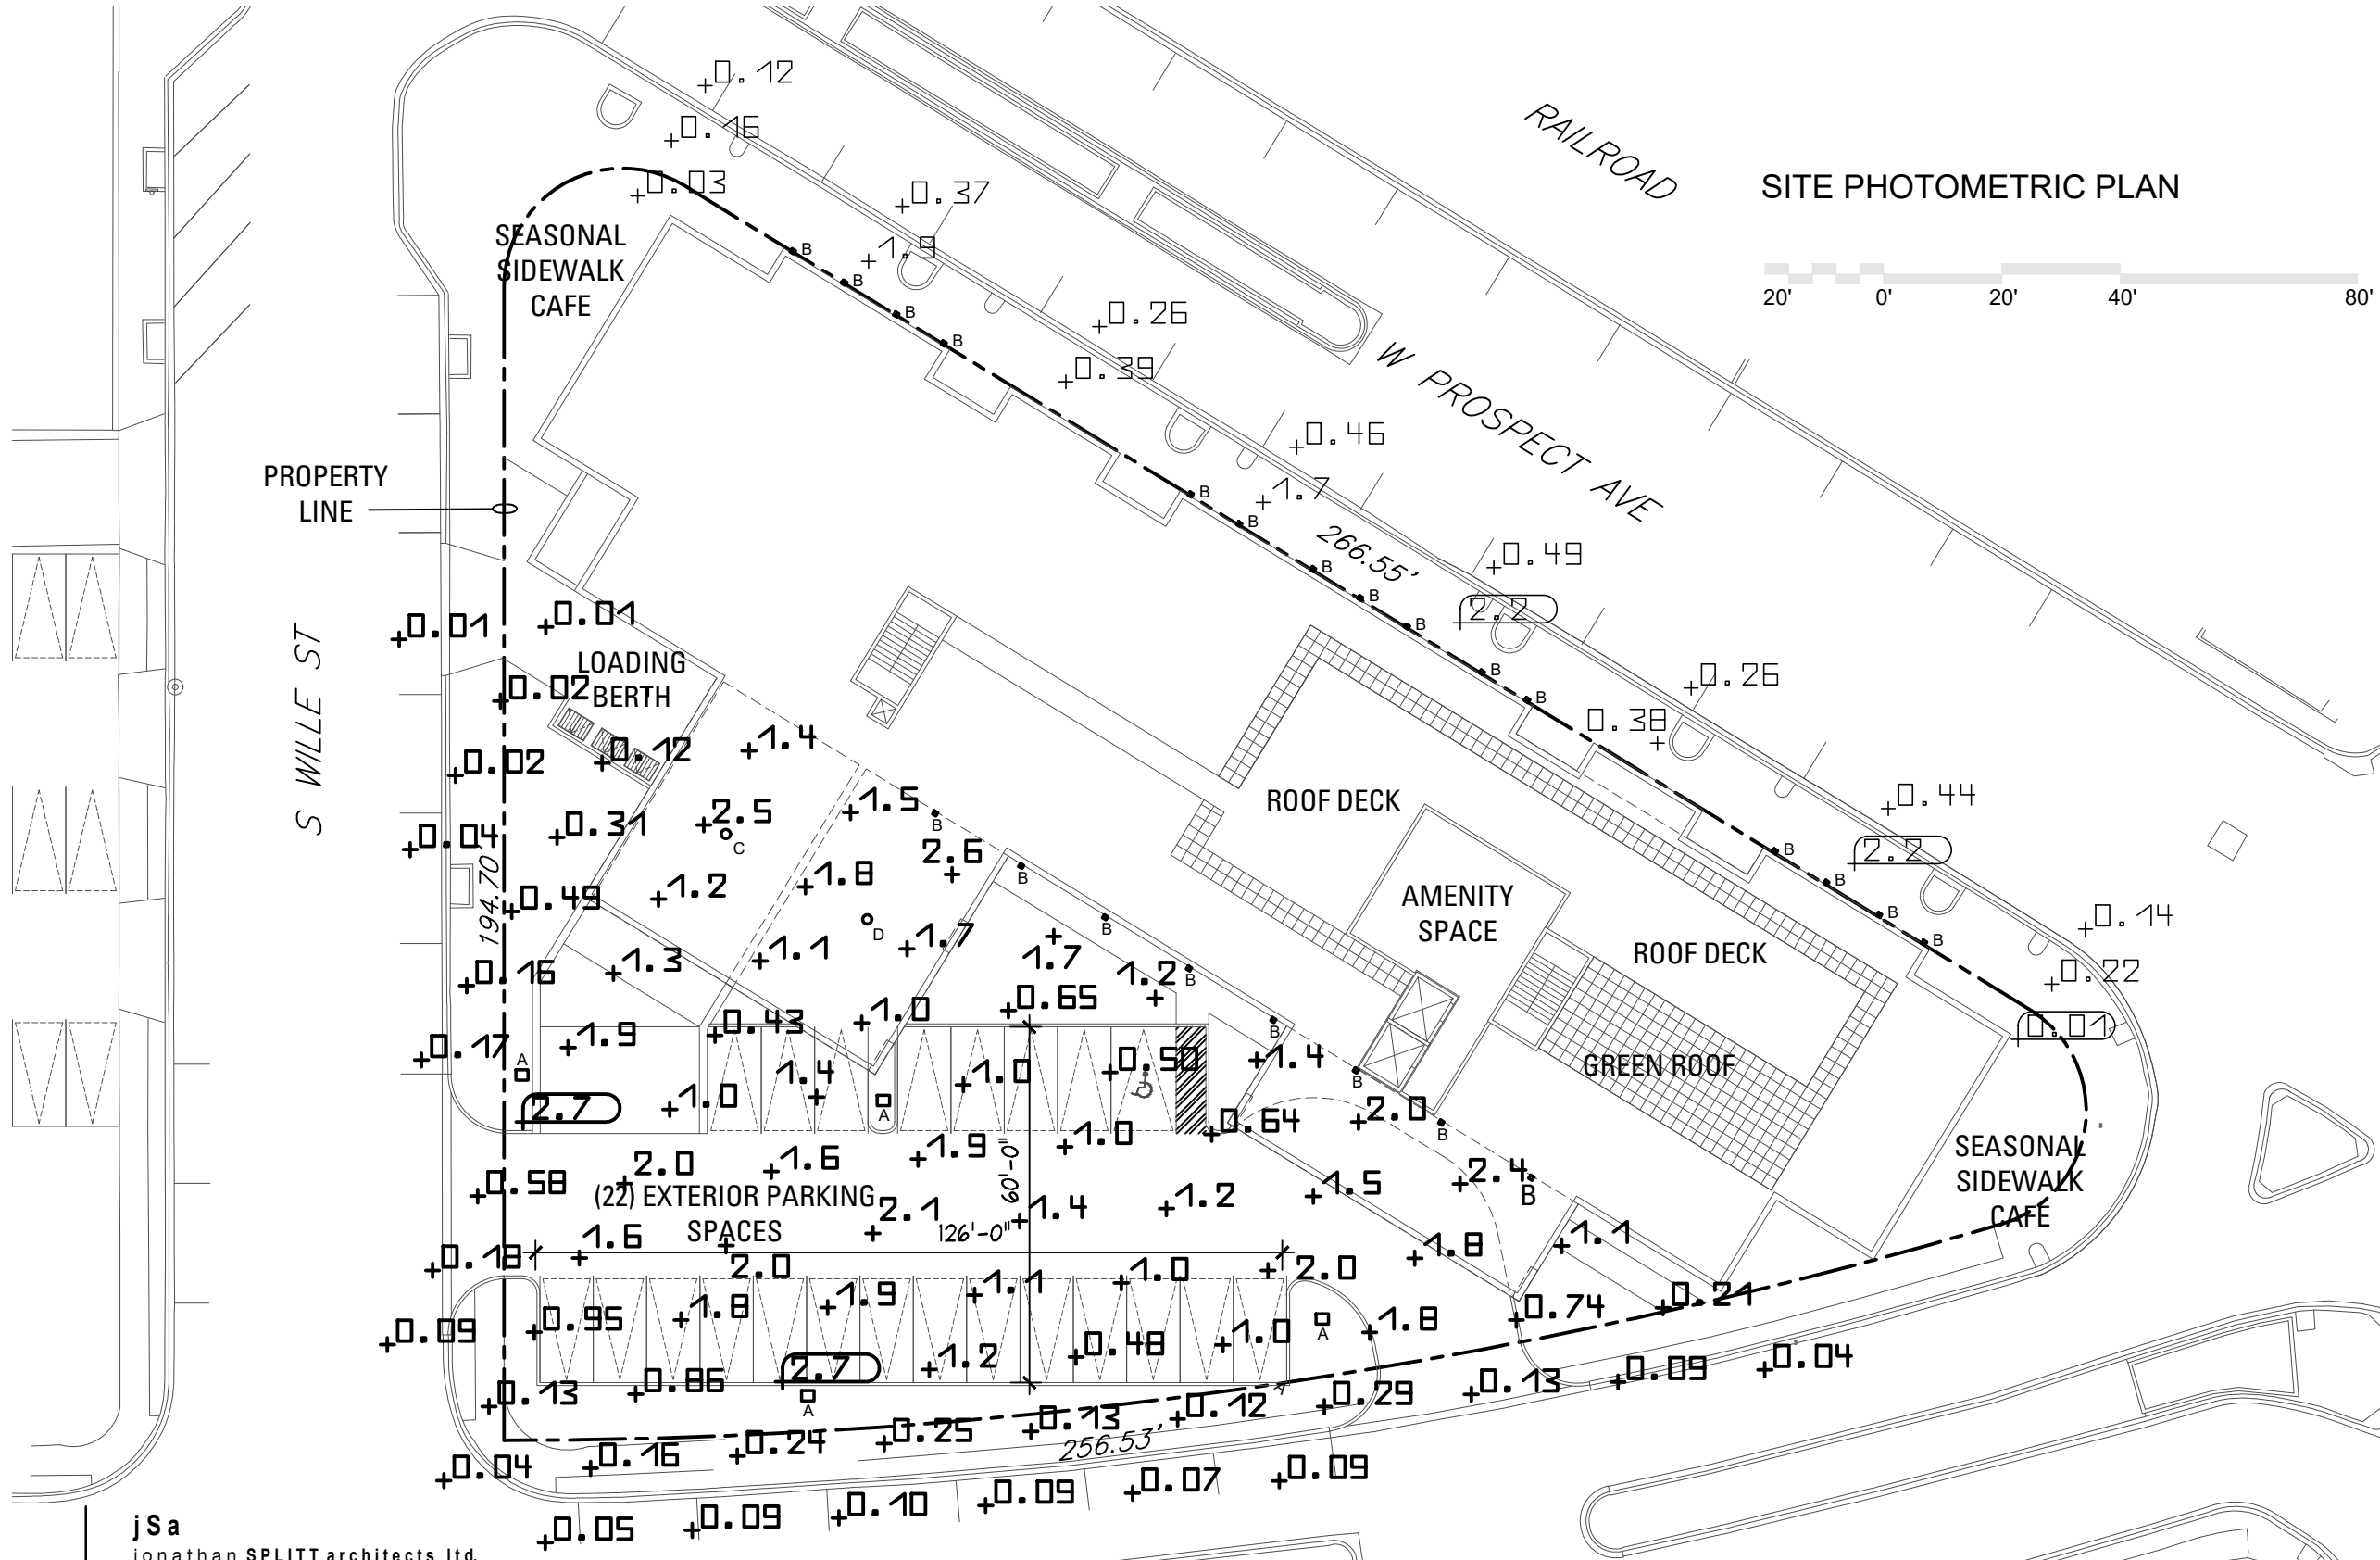 0.12
0.16
0.03
0.37
1.9
RAILROAD
SITE PHOTOMETRIC PLAN
20' 0' 20' 40' 80'
SEASONAL
SIDEWALK
CAFE
B
B
B
B
0.26
0.39
W PROSPECT AVE
0.46
1.7
PROPERTY
LINE
B
B
266.55'
0.49
2.2
B
B
B
B
B
0.26
0.38
0.01
0.01
S WILLE ST
LOADING
BERTH
0.02
0.02
0.12
1.4
0.04
0.31
2.5
C
1.5
B
2.6
ROOF DECK
0.44
2.2
B
B
B
B
194.70'
0.49
1.2
1.8
D
B
B
B
AMENITY
SPACE
ROOF DECK
0.14
0.22
0.01
0.16
1.3
1.1
1.7
1.7
1.2
0.65
0.17
A
1.9
0.43
1.0
B
GREEN ROOF
2.7
1.0
1.4
A
1.0
0.50
1.4
B
2.0
B
0.64
0.58
2.0
1.6
1.9
1.0
60'-0"
(22) EXTERIOR PARKING
SPACES
2.1
126'-0"
1.4
1.2
1.5
2.4
B
SEASONAL
SIDEWALK
CAFE
0.18
1.6
2.0
1.9
1.1
1.0
2.0
1.8
1.1
0.09
0.95
1.8
1.2
0.48
1.0
A
1.8
0.74
0.21
0.13
0.86
2.7
A
0.04
0.16
0.24
0.25
0.13
0.12
0.29
0.13
0.09
0.04
256.53'
0.05
0.09
0.10
0.09
0.07
0.09
jSa
jonathan SPLITT architects ltd.